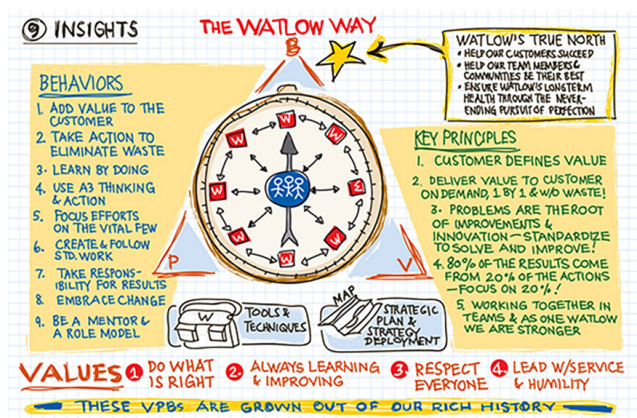 ⑨ INSIGHTS
THE WATLOW WAY
B
WATLOW'S TRUE NORTH
• HELP OUR CUSTOMERS SUCCEED
• HELP OUR TEAM MEMBERS &
COMMUNITIES BE THEIR BEST
• ENSURE WATLOW'S LONGTERM
HEALTH THROUGH THE NEVER-
ENDING PURSUIT OF PERFECTION
BEHAVIORS
1. ADD VALUE TO THE
CUSTOMER
2. TAKE ACTION TO
ELIMINATE WASTE
3. LEARN BY DOING
4. USE A3 THINKING
& ACTION
5. FOCUS EFFORTS
ON THE VITAL FEW
6. CREATE & FOLLOW
STD. WORK
7. TAKE RESPONS-
IBILITY FOR RESULTS
8. EMBRACE CHANGE
9. BE A MENTOR &
A ROLE MODEL
W
W
W
W
W
W
W
W
P
V
KEY PRINCIPLES
1. CUSTOMER DEFINES VALUE
2. DELIVER VALUE TO CUSTOMER
ON DEMAND, 1 BY 1 & W/O WASTE!
3. PROBLEMS ARE THE ROOT
OF IMPROVEMENTS &
INNOVATION—STANDARDIZE
TO SOLVE AND IMPROVE!
4. 80% OF THE RESULTS COME
FROM 20% OF THE ACTIONS
—FOCUS ON 20%!
5. WORKING TOGETHER IN
TEAMS & AS ONE WATLOW
WE ARE STRONGER
W
TOOLS &
TECHNIQUES
MAP
STRATEGIC
PLAN &
STRATEGY
DEPLOYMENT
VALUES
1 DO WHAT
IS RIGHT
2 ALWAYS LEARNING
& IMPROVING
3 RESPECT
EVERYONE
4 LEAD W/SERVICE
& HUMILITY
THESE VPBs ARE GROWN OUT OF OUR RICH HISTORY